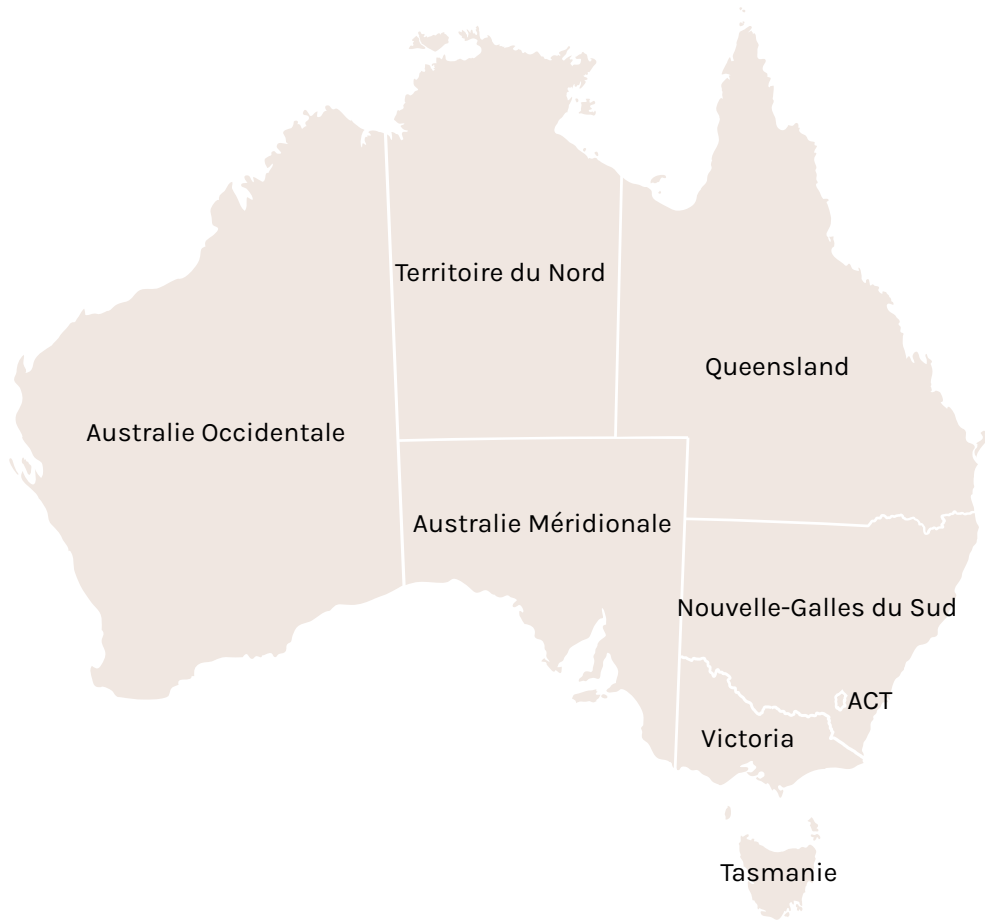 Territoire du Nord
Queensland
Australie Occidentale
Australie Méridionale
Nouvelle-Galles du Sud
ACT
Victoria
Tasmanie